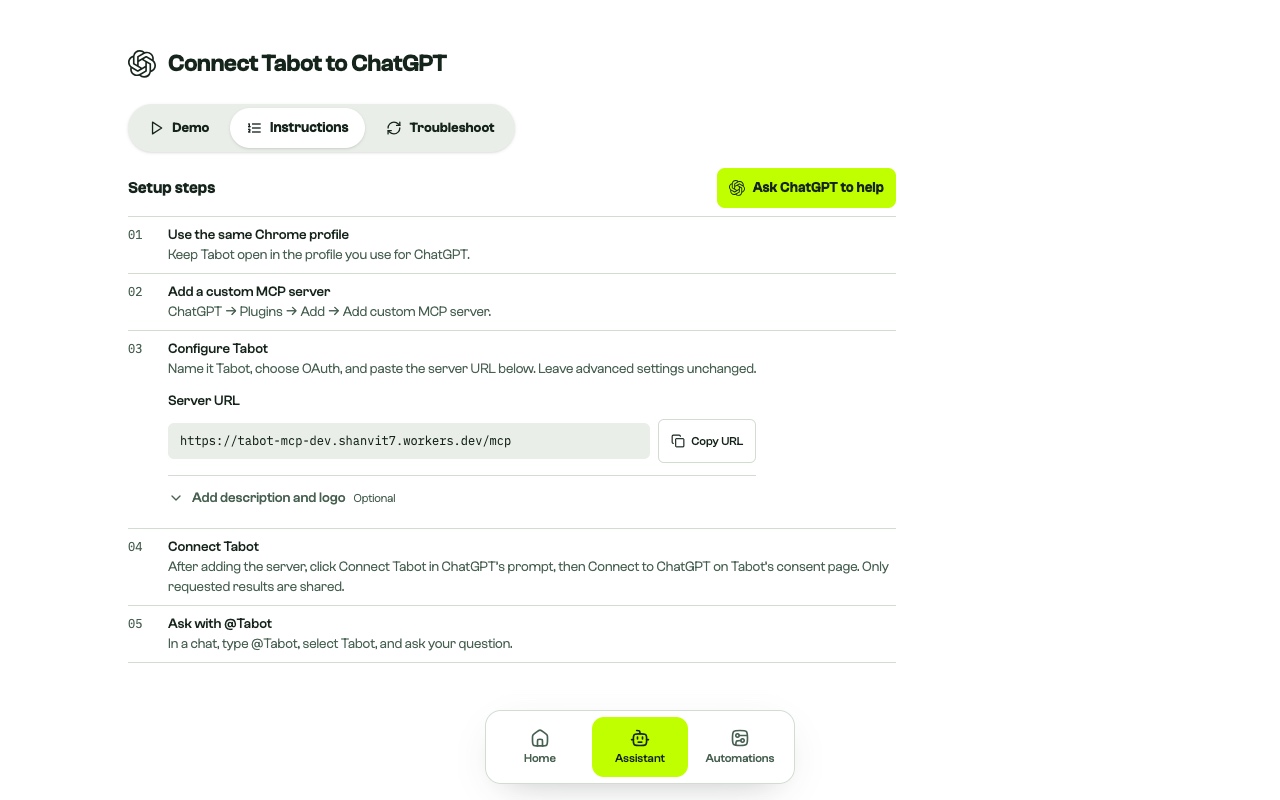 Connect Tabot to ChatGPT
Demo
Instructions
Troubleshoot
Setup steps
Ask ChatGPT to help
01
Use the same Chrome profile
Keep Tabot open in the profile you use for ChatGPT.
02
Add a custom MCP server
ChatGPT → Plugins → Add → Add custom MCP server.
03
Configure Tabot
Name it Tabot, choose OAuth, and paste the server URL below. Leave advanced settings unchanged.
Server URL
https://tabot-mcp-dev.shanvit7.workers.dev/mcp
Copy URL
Add description and logo Optional
04
Connect Tabot
After adding the server, click Connect Tabot in ChatGPT's prompt, then Connect to ChatGPT on Tabot's consent page. Only
requested results are shared.
05
Ask with @Tabot
In a chat, type @Tabot, select Tabot, and ask your question.
Home
Assistant
Automations